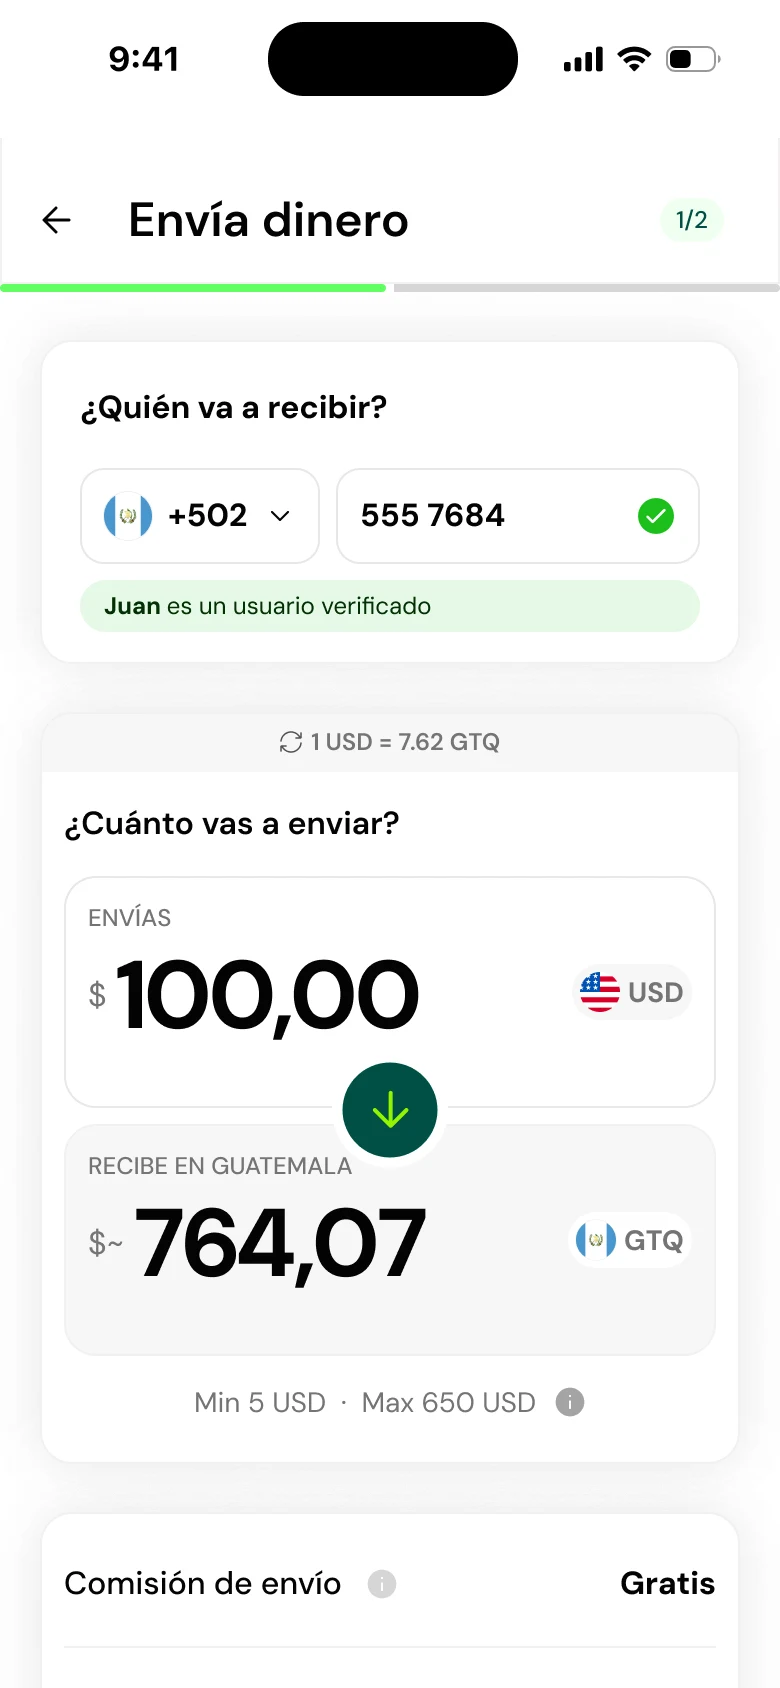 9:41
Envía dinero
1/2
¿Quién va a recibir?
+502
555 7684
Juan es un usuario verificado
1 USD = 7.62 GTQ
¿Cuánto vas a enviar?
ENVÍAS
$ 100,00
USD
RECIBE EN GUATEMALA
$~ 764,07
GTQ
Min 5 USD · Max 650 USD
Comisión de envío
Gratis